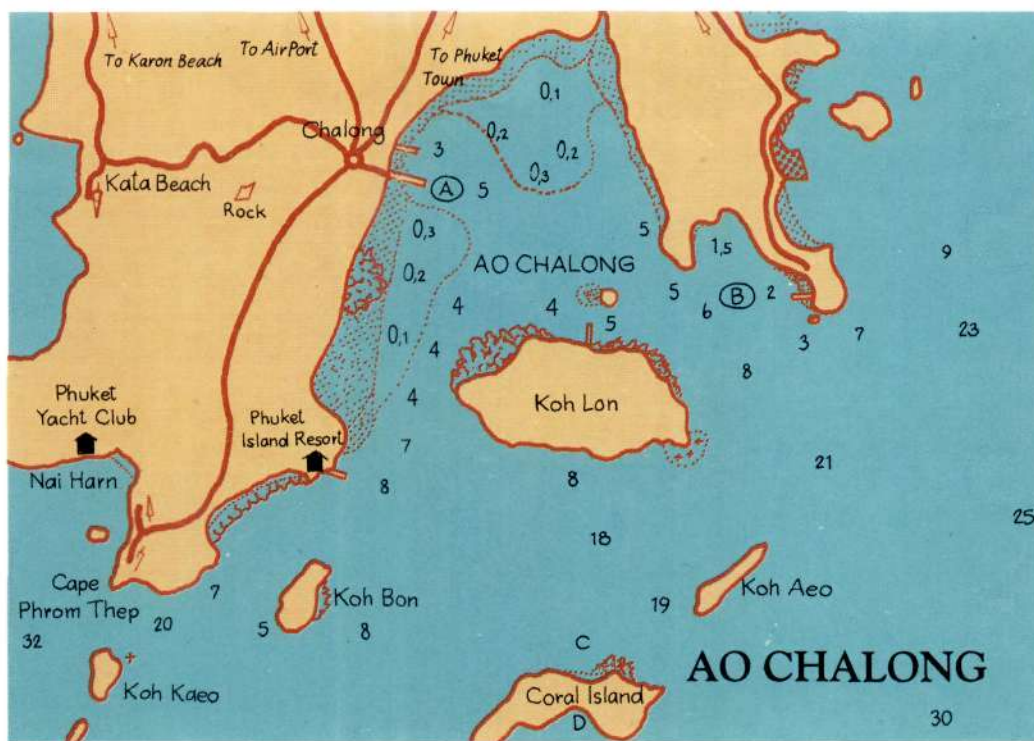 To Karon Beach
To AirPort
To Phuket
Town
0,1
Chalong
0,2
3
0,2
0,3
Kata Beach
A
5
Rock
0,3
5
1,5
9
AO CHALONG
0,2
5
B
2
4
4
6
5
23
0,1
3
7
4
8
Phuket
Yacht Club
4
Koh Lon
Phuket
Island Resort
7
21
Nai Harn
8
8
25
18
Cape
Phrom Thep
7
Koh Bon
Koh Aeo
19
20
5
8
32
C
AO CHALONG
Koh Kaeo
Coral Island
D
30